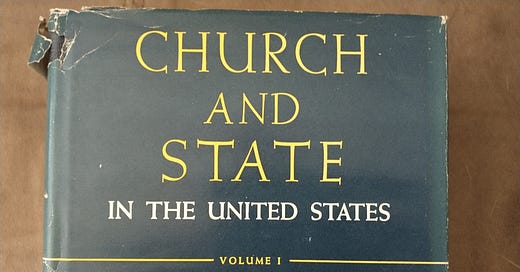 CHURCH
AND
STATE
IN THE UNITED STATES
VOLUME I